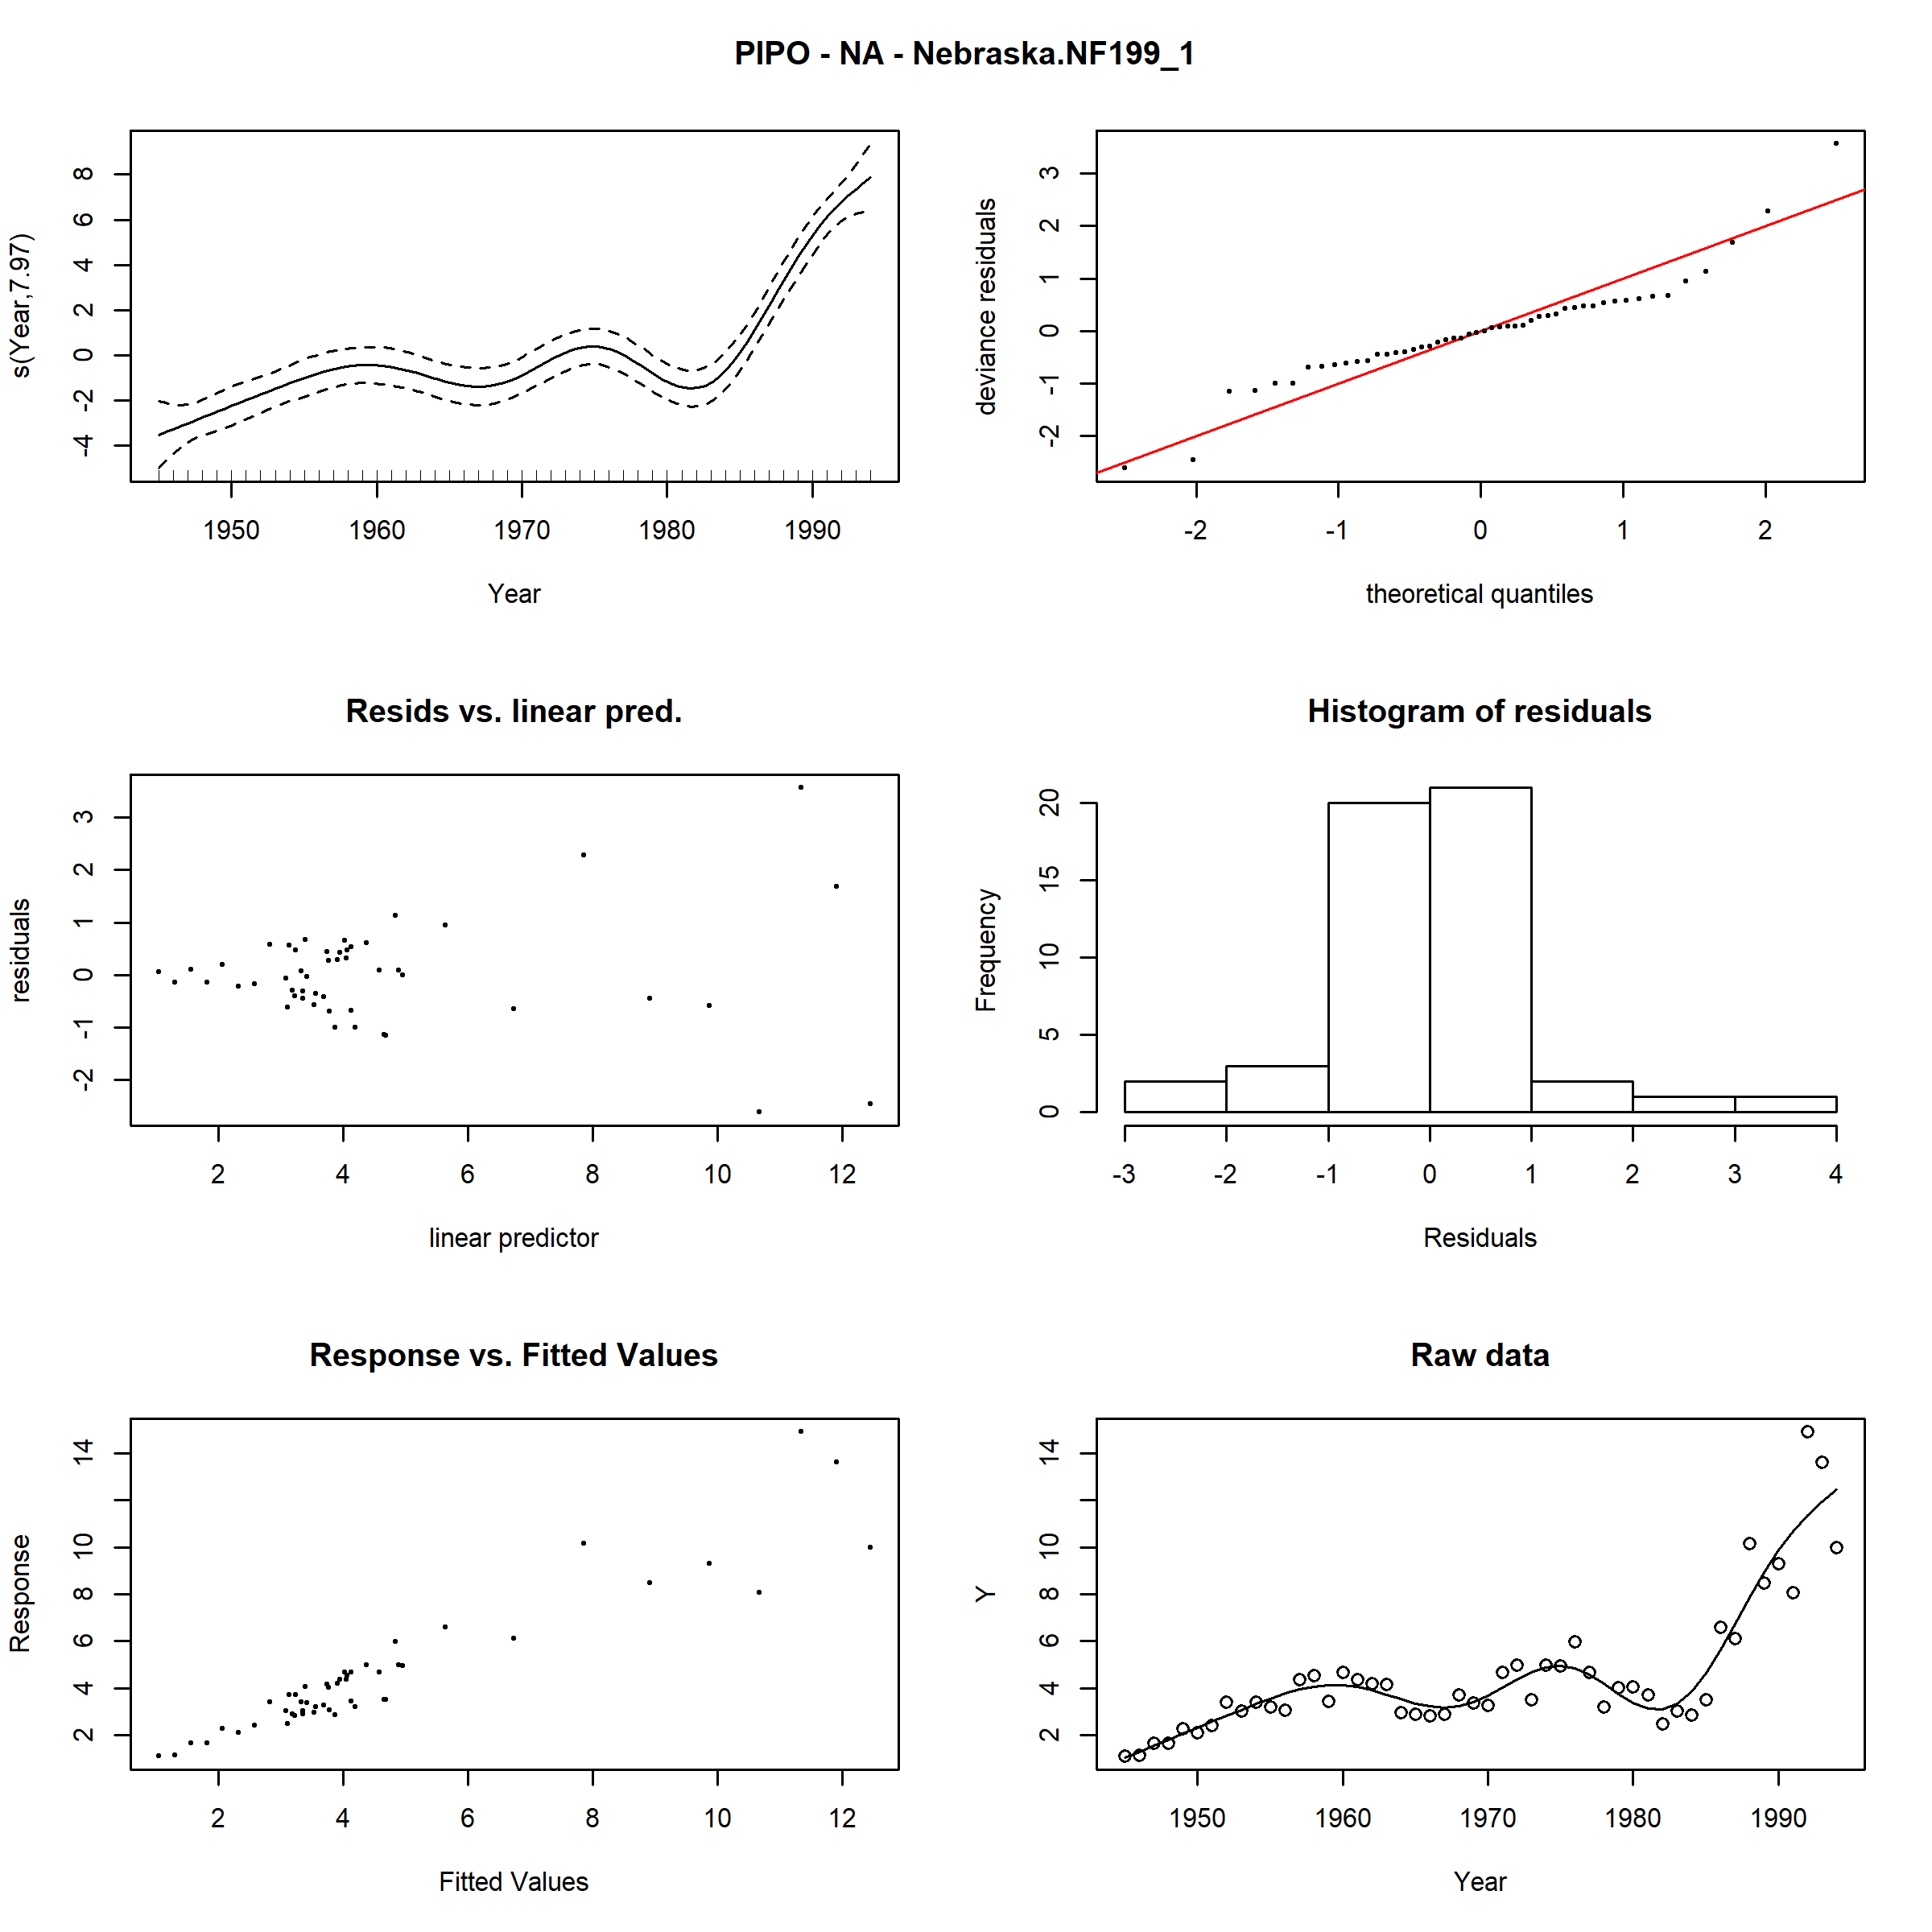 PIPO - NA - Nebraska.NF199_1
s(Year,7.97)
8
6
4
2
0
-2
-4
1950 1960 1970 1980 1990
Year
deviance residuals
3
2
1
0
-1
-2
-2 -1 0 1 2
theoretical quantiles
Resids vs. linear pred.
residuals
3
2
1
0
-1
-2
2 4 6 8 10 12
linear predictor
Histogram of residuals
Frequency
20
15
10
5
0
-3 -2 -1 0 1 2 3 4
Residuals
Response vs. Fitted Values
Response
14
10
8
6
4
2
2 4 6 8 10 12
Fitted Values
Raw data
Y
14
10
8
6
4
2
1950 1960 1970 1980 1990
Year